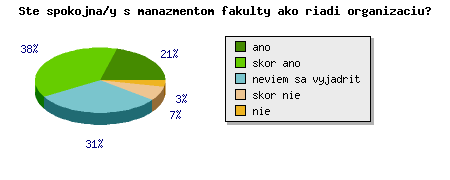 Ste spokojna/y s manazmentom fakulty ako riadi organizaciu?
38%
21%
3%
7%
31%
ano
skor ano
neviem sa vyjadrit
skor nie
nie